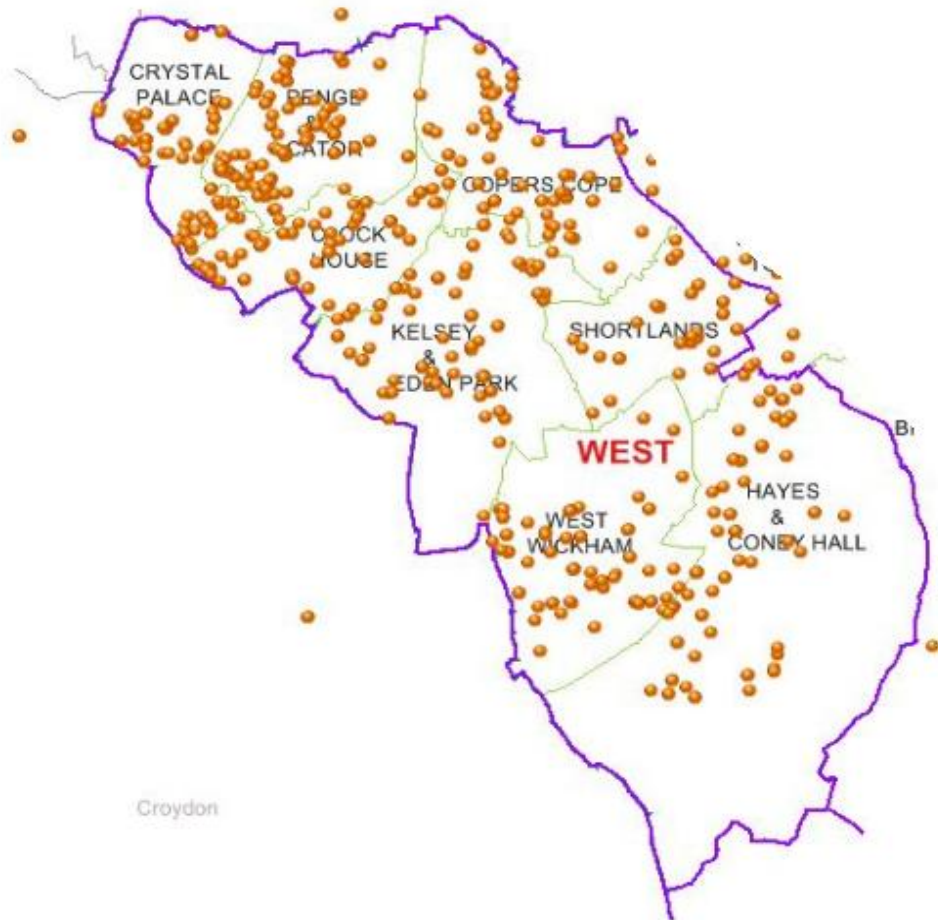 CRYSTAL
PALACE
PENGE
&
CATOR
COPERS COPE
CLOCK
HOUSE
KELSEY
&
EDEN PARK
SHORTLANDS
WEST
HAYES
&
CONEY HALL
WEST
WICKHAM
Croydon